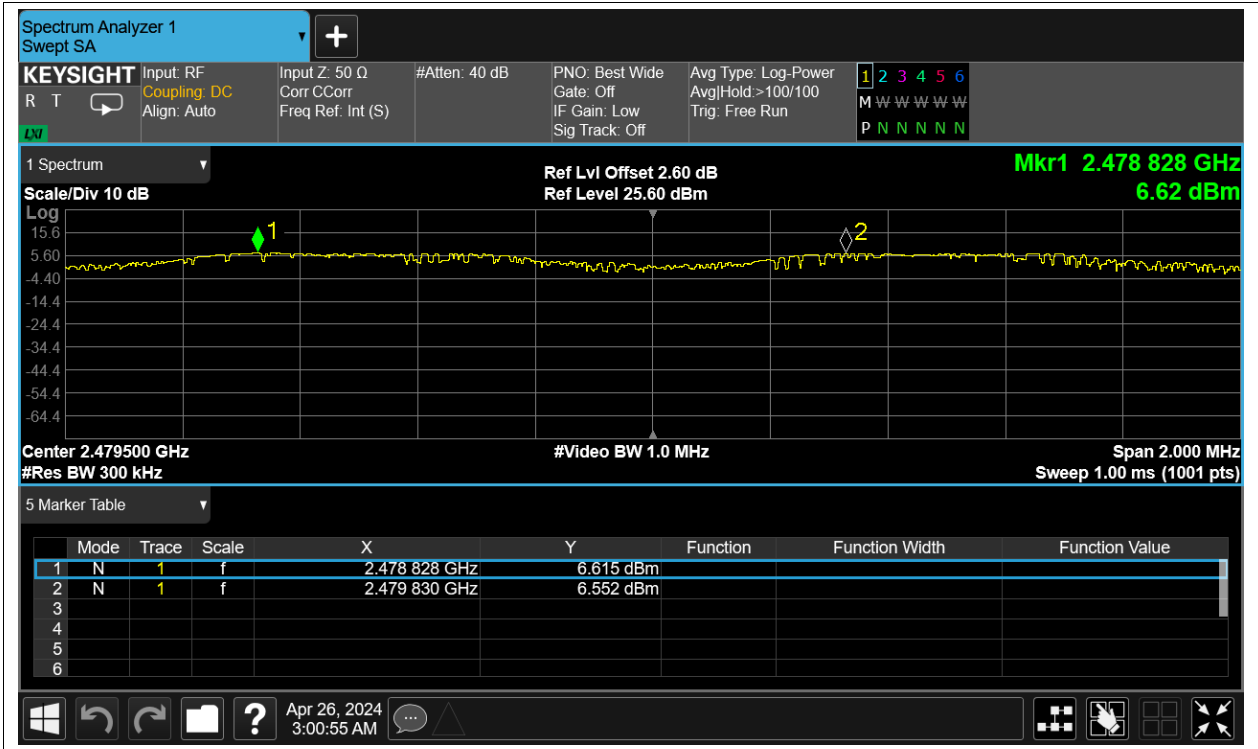 Spectrum Analyzer 1
Swept SA
+
KEYSIGHT Input: RF Input Z: 50 Ω #Atten: 40 dB PNO: Best Wide Avg Type: Log-Power 1 2 3 4 5 6
R T Coupling: DC Corr CCorr Gate: Off Avg|Hold:>100/100 M W W W W W W
Align: Auto Freq Ref: Int (S) IF Gain: Low Trig: Free Run
LXI Sig Track: Off P N N N N N N
1 Spectrum Ref Lvl Offset 2.60 dB Mkr1 2.478 828 GHz
Scale/Div 10 dB Ref Level 25.60 dBm 6.62 dBm
Log
15.6
5.60
-4.40
-14.4
-24.4
-34.4
-44.4
-54.4
-64.4
1
2
Center 2.479500 GHz #Video BW 1.0 MHz Span 2.000 MHz
#Res BW 300 kHz Sweep 1.00 ms (1001 pts)
5 Marker Table
Mode Trace Scale X Y Function Function Width Function Value
1 N 1 f 2.478 828 GHz 6.615 dBm
2 N 1 f 2.479 830 GHz 6.552 dBm
3
4
5
6
? Apr 26, 2024
3:00:55 AM